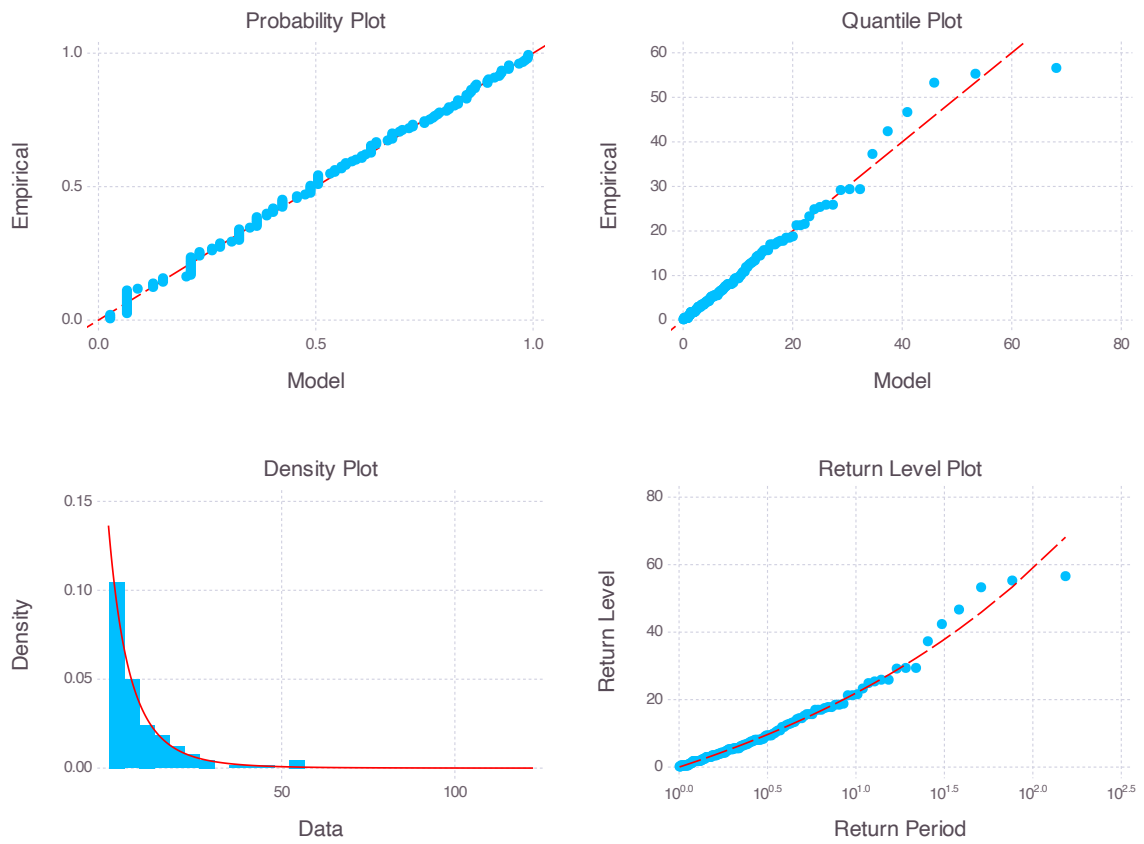 Probability Plot
1.0
0.5
0.0
Empirical
0.0 0.5 1.0
Model
Quantile Plot
60
50
40
30
20
10
0
Empirical
0 20 40 60 80
Model
Density Plot
0.15
0.10
0.05
0.00
Density
50 100
Data
Return Level Plot
80
60
40
20
0
Return Level
10^0.0 10^0.5 10^1.0 10^1.5 10^2.0 10^2.5
Return Period